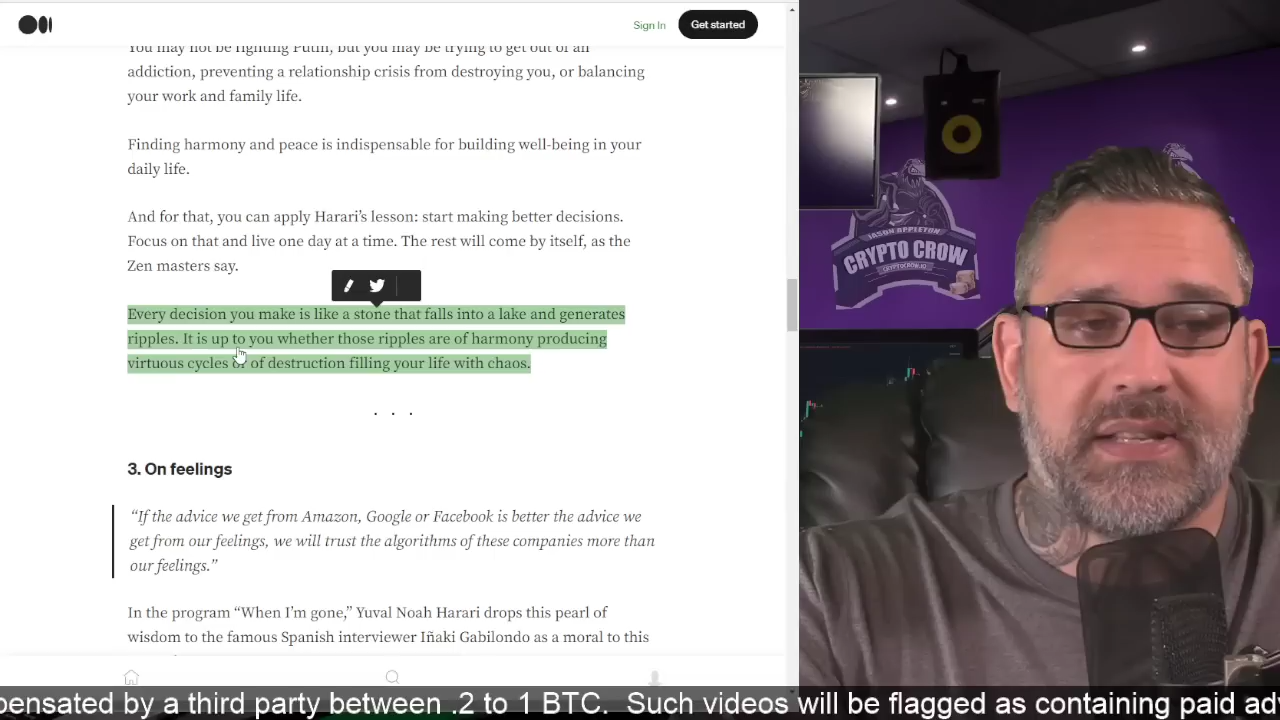 Sign In
Get started
You may not be fighting Putin, but you may be trying to get out of an
addiction, preventing a relationship crisis from destroying you, or balancing
your work and family life.
Finding harmony and peace is indispensable for building well-being in your
daily life.
And for that, you can apply Harari’s lesson: start making better decisions.
Focus on that and live one day at a time. The rest will come by itself, as the
Zen masters say.
Every decision you make is like a stone that falls into a lake and generates
ripples. It is up to you whether those ripples are of harmony producing
virtuous cycles or of destruction filling your life with chaos.
. . .
3. On feelings
“If the advice we get from Amazon, Google or Facebook is better the advice we
get from our feelings, we will trust the algorithms of these companies more than
our feelings.”
In the program “When I’m gone,” Yuval Noah Harari drops this pearl of
wisdom to the famous Spanish interviewer Iñaki Gabilondo as a moral to this
JASON APPLETON
CRYPTO CROW
CRYPTOCROW.IO
pensated by a third party between .2 to 1 BTC. Such videos will be flagged as containing paid ad